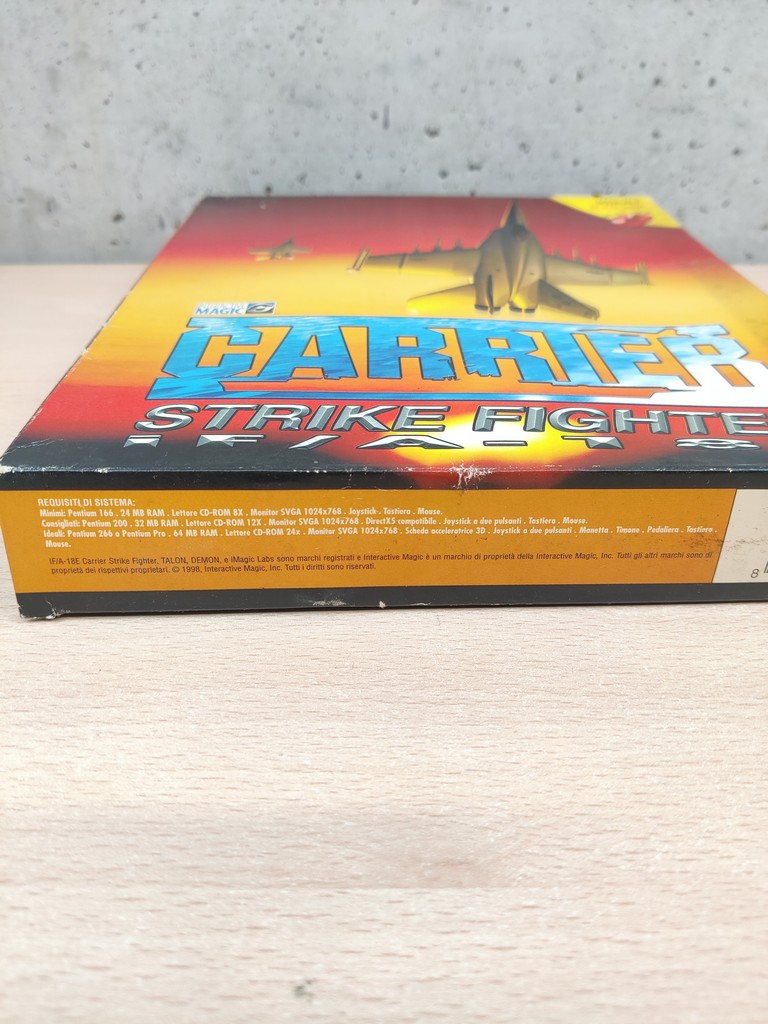 MAGIC
CARRIER
STRIKE FIGHTE
iF/A-18
REQUISITI DI SISTEMA:
Minimi: Pentium 166 . 24 MB RAM . Lettore CD-ROM 8X . Monitor SVGA 1024x768 . Joystick . Tastiera . Mouse.
Consigliati: Pentium 200 . 32 MB RAM . Lettore CD-ROM 12X . Monitor SVGA 1024x768 . DirectX5 compatibile . Joystick a due pulsanti . Tastiera . Mouse.
Ideali: Pentium 266 o Pentium Pro . 64 MB RAM . Lettore CD-ROM 24x . Monitor SVGA 1024x768 . Scheda acceleratrice 3D . Joystick a due pulsanti . Manetta . Timone . Pedaliera . Tastiera .
Mouse.
IF/A-18E Carrier Strike Fighter, TALON, DEMON, e iMagic Labs sono marchi registrati e Interactive Magic è un marchio di proprietà della Interactive Magic, Inc. Tutti gli altri marchi sono di
proprietà dei rispettivi proprietari. © 1998, Interactive Magic, Inc. Tutti i diritti sono riservati.
8